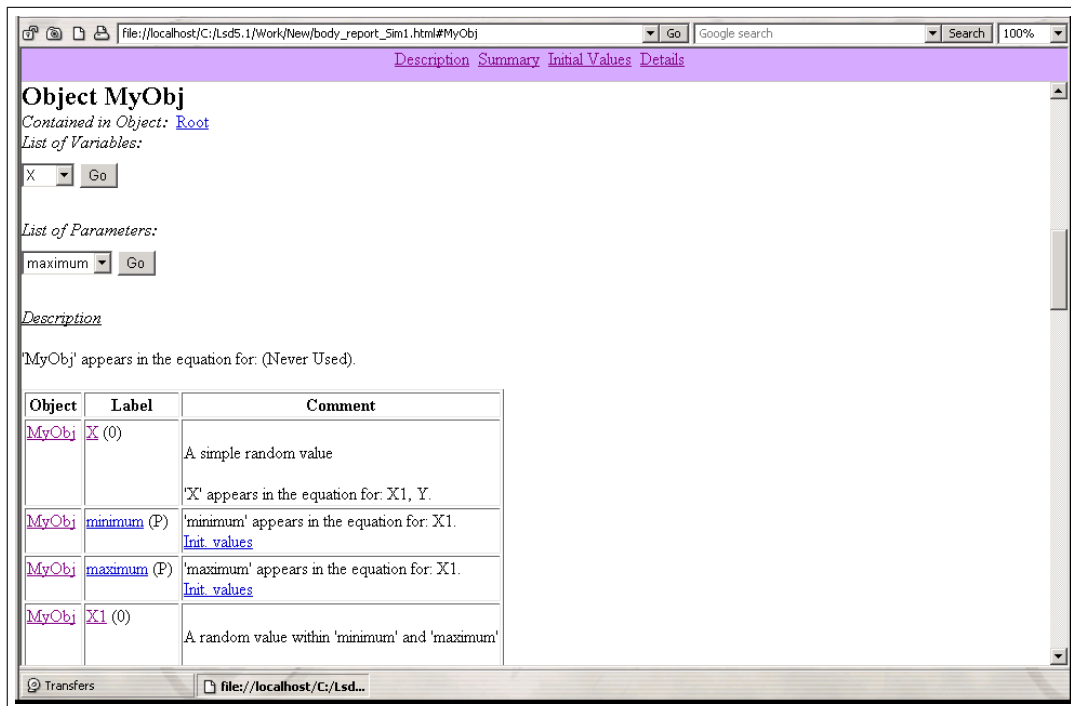 file://localhost/C:/Lsd5.1/Work/New/body_report_Sim1.html#MyObj Go Google search Search 100%
Description Summary Initial Values Details
Object MyObj
Contained in Object: Root
List of Variables:
X Go
List of Parameters:
maximum Go
Description
'MyObj' appears in the equation for: (Never Used).
Object Label Comment
MyObj X (0)
A simple random value
'X' appears in the equation for: X1, Y.
MyObj minimum (P) 'minimum' appears in the equation for: X1.
Init. values
MyObj maximum (P) 'maximum' appears in the equation for: X1.
Init. values
MyObj X1 (0)
A random value within 'minimum' and 'maximum'
Transfers file://localhost/C:/Lsd...